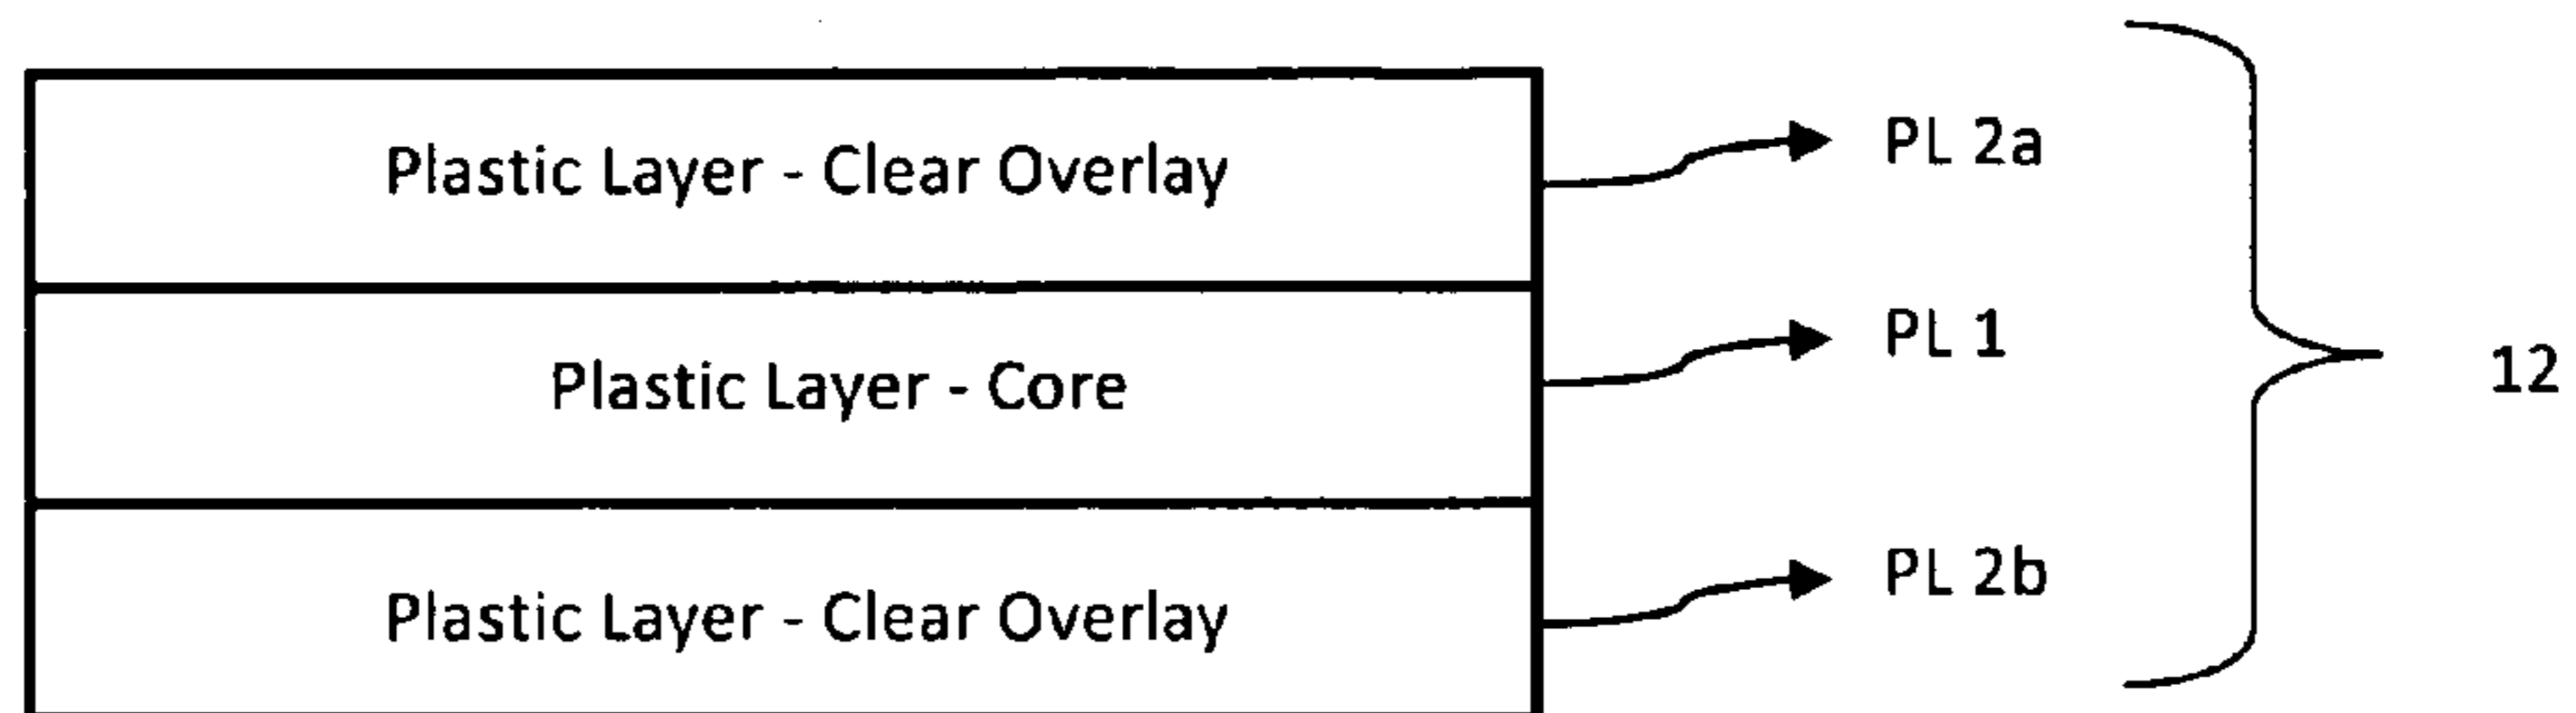 Plastic Layer - Clear Overlay
PL 2a
Plastic Layer - Core
PL 1
12
Plastic Layer - Clear Overlay
PL 2b